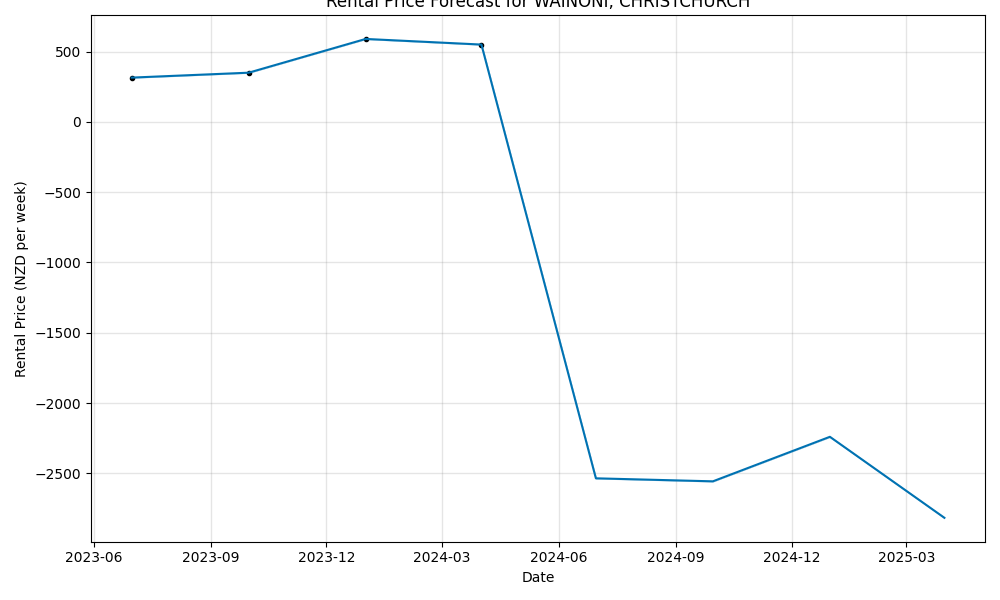 Rental Price Forecast for WAINONI, CHRISTCHURCH
500
0
−500
−1000
−1500
−2000
−2500
Rental Price (NZD per week)
2023-06 2023-09 2023-12 2024-03 2024-06 2024-09 2024-12 2025-03
Date